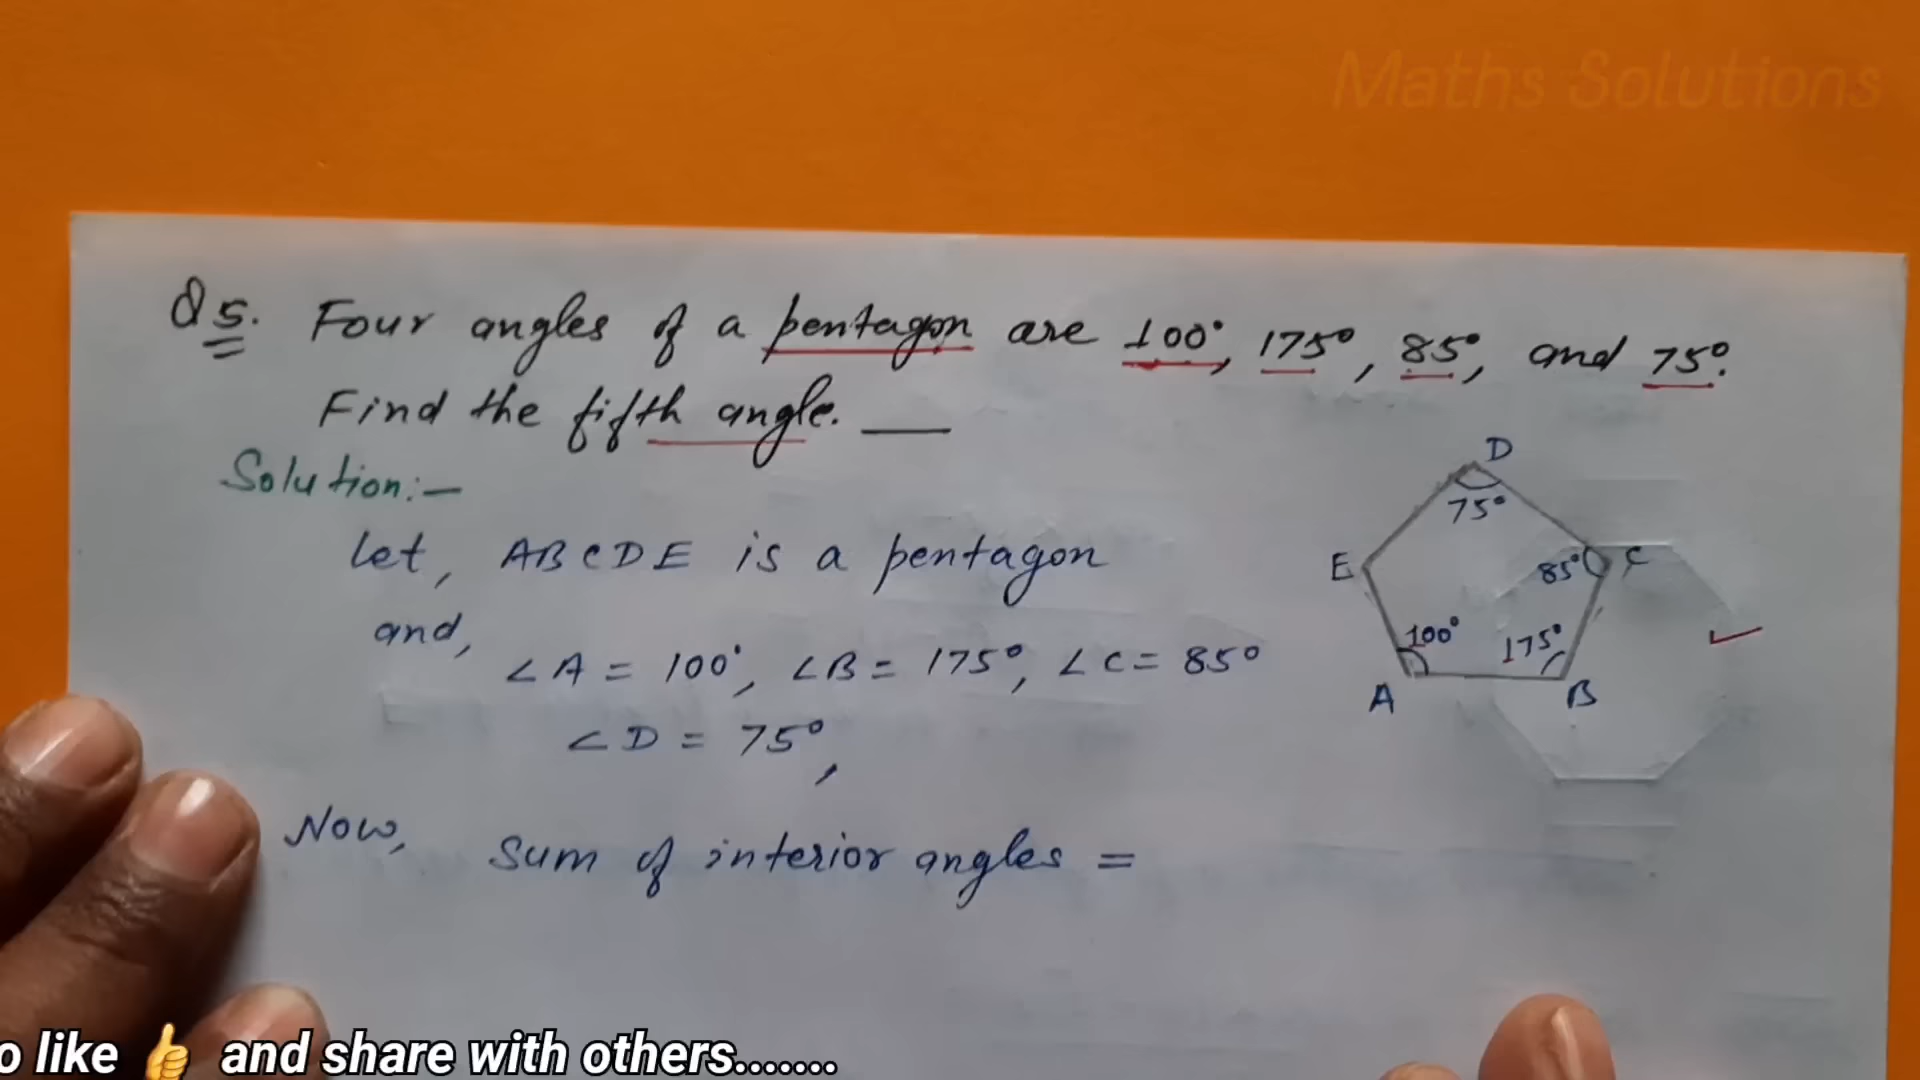 Maths Solutions
Q5. Four angles of a pentagon are 100°, 175°, 85°, and 75°.
Find the fifth angle. ___
Solution:-
Let, ABCDE is a pentagon
and,
∠A = 100°, ∠B = 175°, ∠C = 85°
∠D = 75°,
Now, Sum of interior angles =
D
75°
E
85° C
100° 175°
A B
o like 👍 and share with others.......